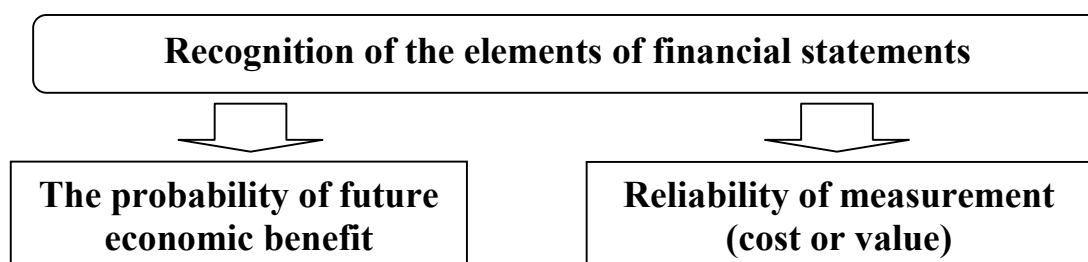 Recognition of the elements of financial statements
The probability of future
economic benefit
Reliability of measurement
(cost or value)